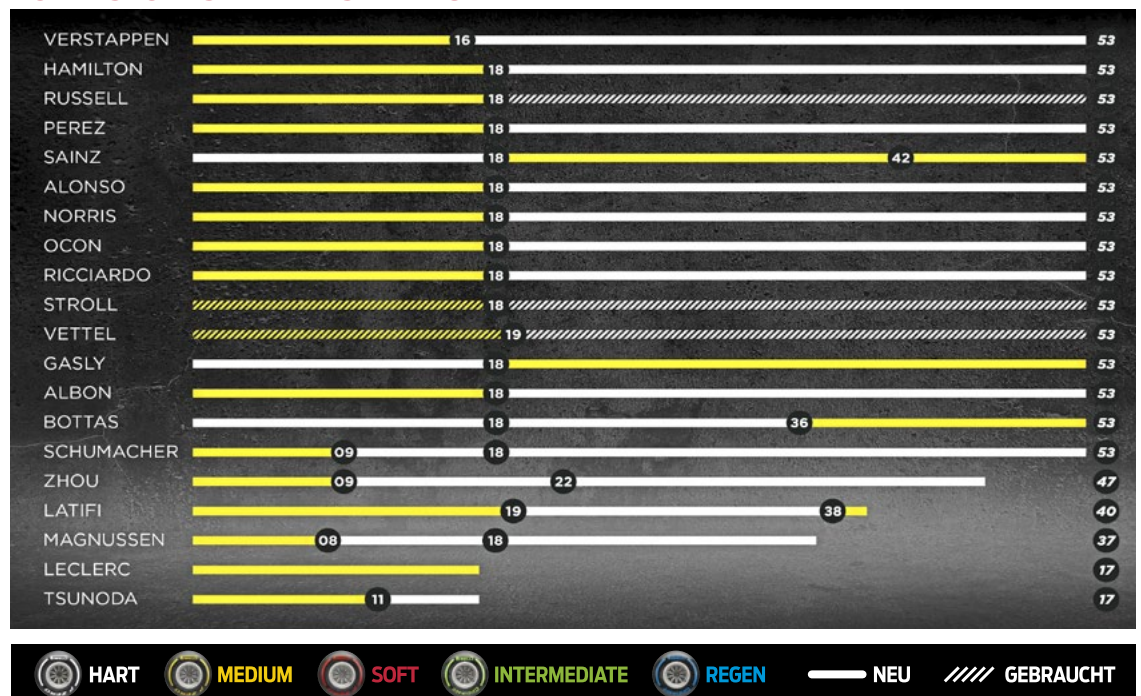 VERSTAPPEN 16 53
HAMILTON 18 53
RUSSELL 18 53
PEREZ 18 53
SAINZ 18 42 53
ALONSO 18 53
NORRIS 18 53
OCON 18 53
RICCIARDO 18 53
STROLL 18 53
VETTEL 19 53
GASLY 18 53
ALBON 18 53
BOTTAS 18 36 53
SCHUMACHER 09 18 53
ZHOU 09 22 47
LATIFI 19 38 40
MAGNUSSEN 08 18 37
LECLERC 17
TSUNODA 11 17
HART MEDIUM SOFT INTERMEDIATE REGEN NEU GEBRAUCHT